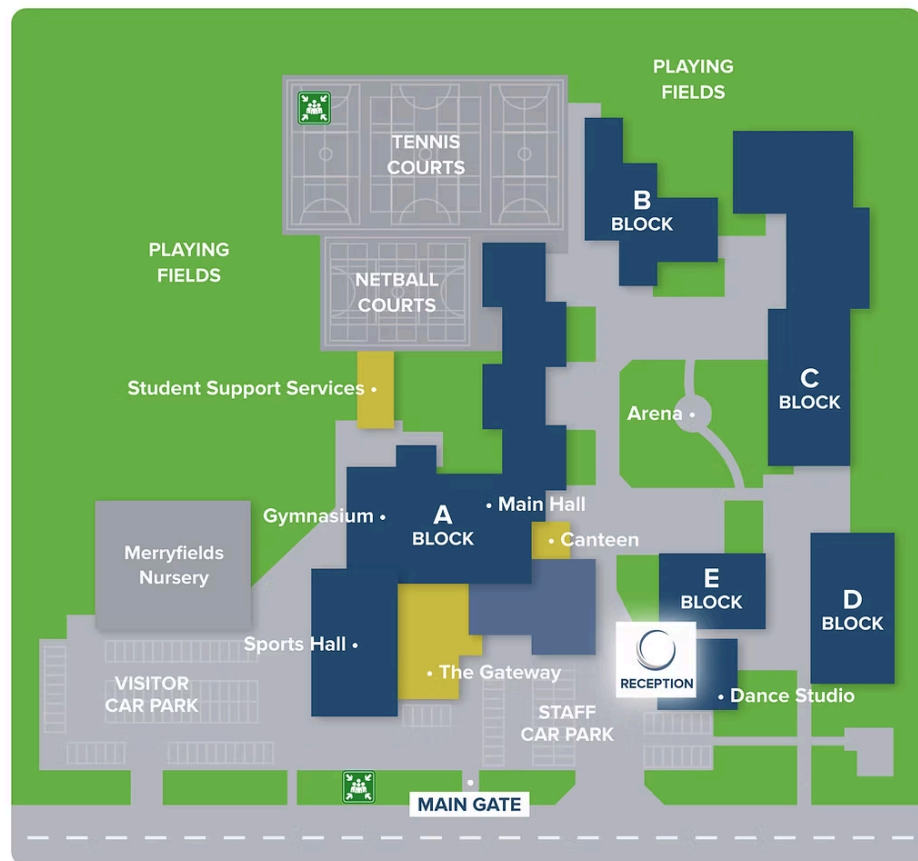 PLAYING
FIELDS
TENNIS
COURTS
B
BLOCK
PLAYING
FIELDS
NETBALL
COURTS
Student Support Services
C
BLOCK
Arena
Main Hall
Gymnasium
A
BLOCK
Canteen
Merryfields
Nursery
E
BLOCK
D
BLOCK
Sports Hall
The Gateway
RECEPTION
Dance Studio
VISITOR
CAR PARK
STAFF
CAR PARK
MAIN GATE